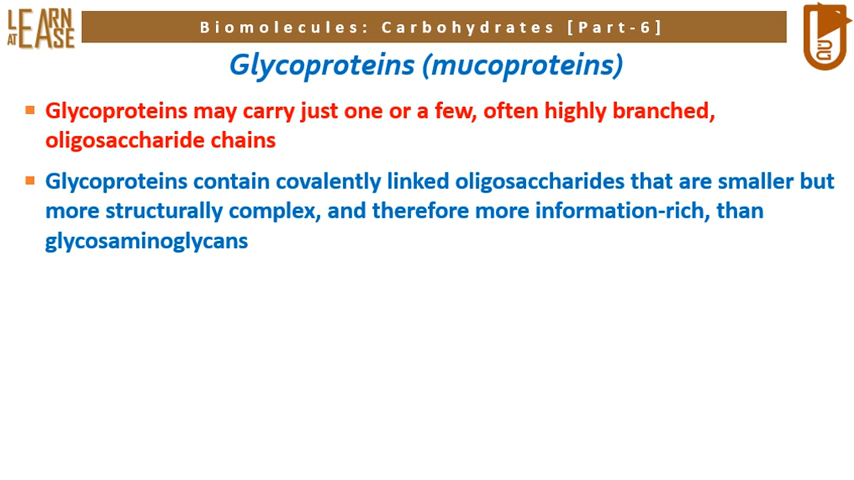 LEARN
AT EASE
Biomolecules: Carbohydrates [Part-6]
Glycoproteins (mucoproteins)
Glycoproteins may carry just one or a few, often highly branched,
oligosaccharide chains
Glycoproteins contain covalently linked oligosaccharides that are smaller but
more structurally complex, and therefore more information-rich, than
glycosaminoglycans